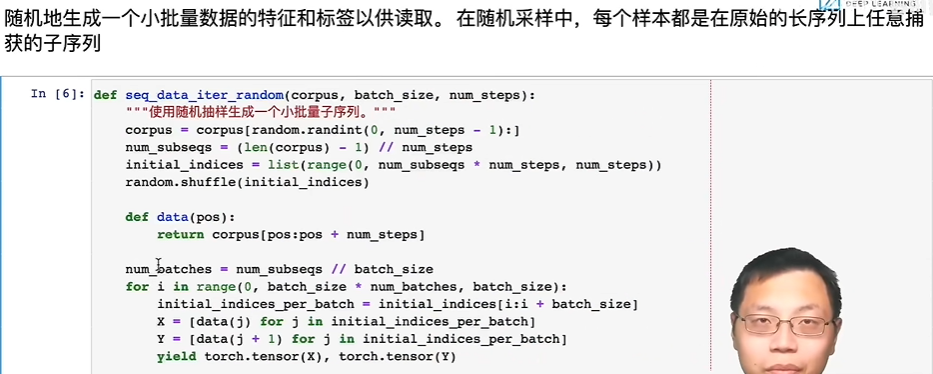 DEEP LEARNING
随机地生成一个小批量数据的特征和标签以供读取。 在随机采样中，每个样本都是在原始的长序列上任意捕
获的子序列
In [6]: def seq_data_iter_random(corpus, batch_size, num_steps):
"""使用随机抽样生成一个小批量子序列。"""
corpus = corpus[random.randint(0, num_steps - 1):]
num_subseqs = (len(corpus) - 1) // num_steps
initial_indices = list(range(0, num_subseqs * num_steps, num_steps))
random.shuffle(initial_indices)
def data(pos):
return corpus[pos:pos + num_steps]
num_batches = num_subseqs // batch_size
for i in range(0, batch_size * num_batches, batch_size):
initial_indices_per_batch = initial_indices[i:i + batch_size]
X = [data(j) for j in initial_indices_per_batch]
Y = [data(j + 1) for j in initial_indices_per_batch]
yield torch.tensor(X), torch.tensor(Y)